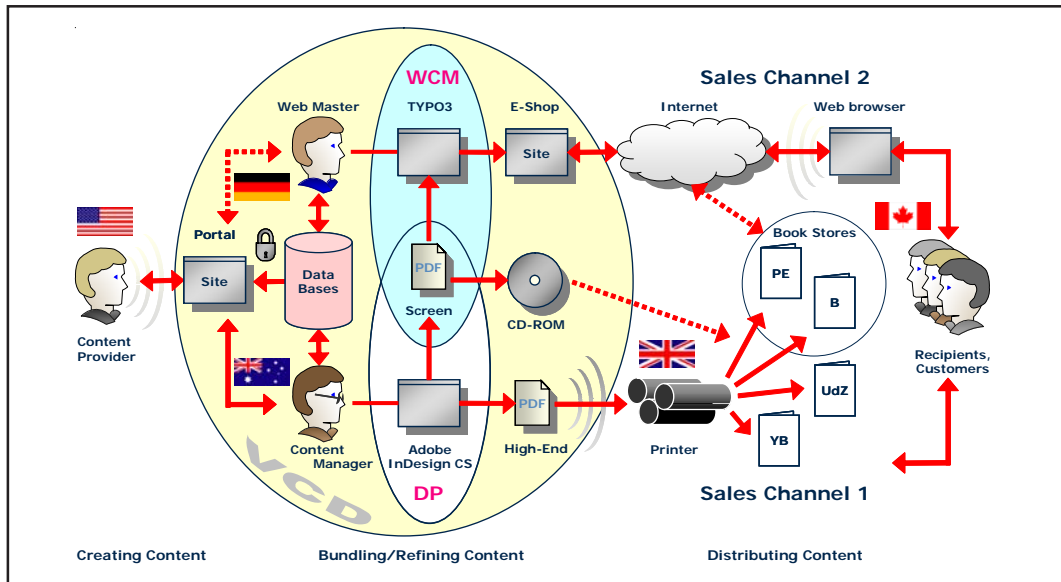 WCM
Sales Channel 2
Web Master
TYPO3
E-Shop
Internet
Web browser
Site
Portal
Book Stores
PE
B
Site
Data
Bases
PDF
Screen
CD-ROM
Content
Provider
Recipients,
Customers
UdZ
PDF
YB
Content
Manager
Adobe
InDesign CS
High-End
Printer
VCD
DP
Sales Channel 1
Creating Content
Bundling/Refining Content
Distributing Content